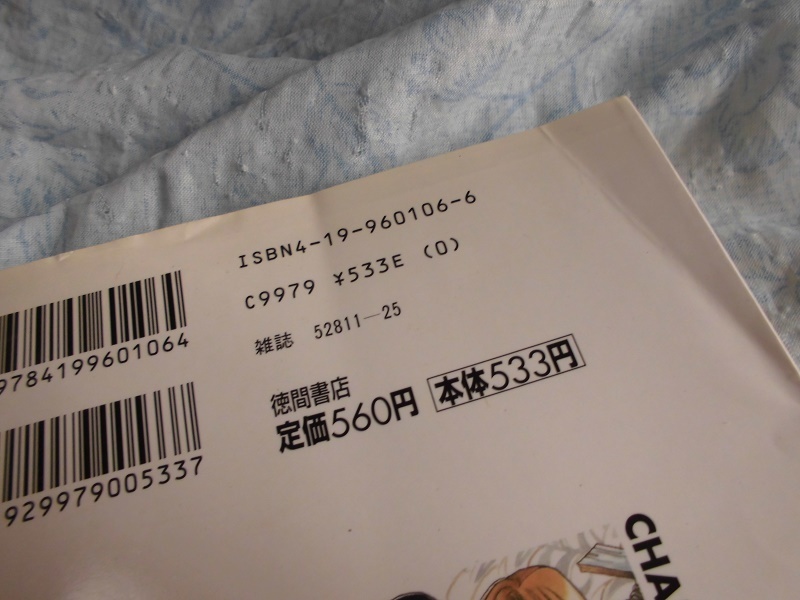 ISBN4-19-960106-6
C9979 ¥533E (0)
雑誌 52811-25
9784199601064
徳間書店
定価560円 本体533円
929979005337
CHA